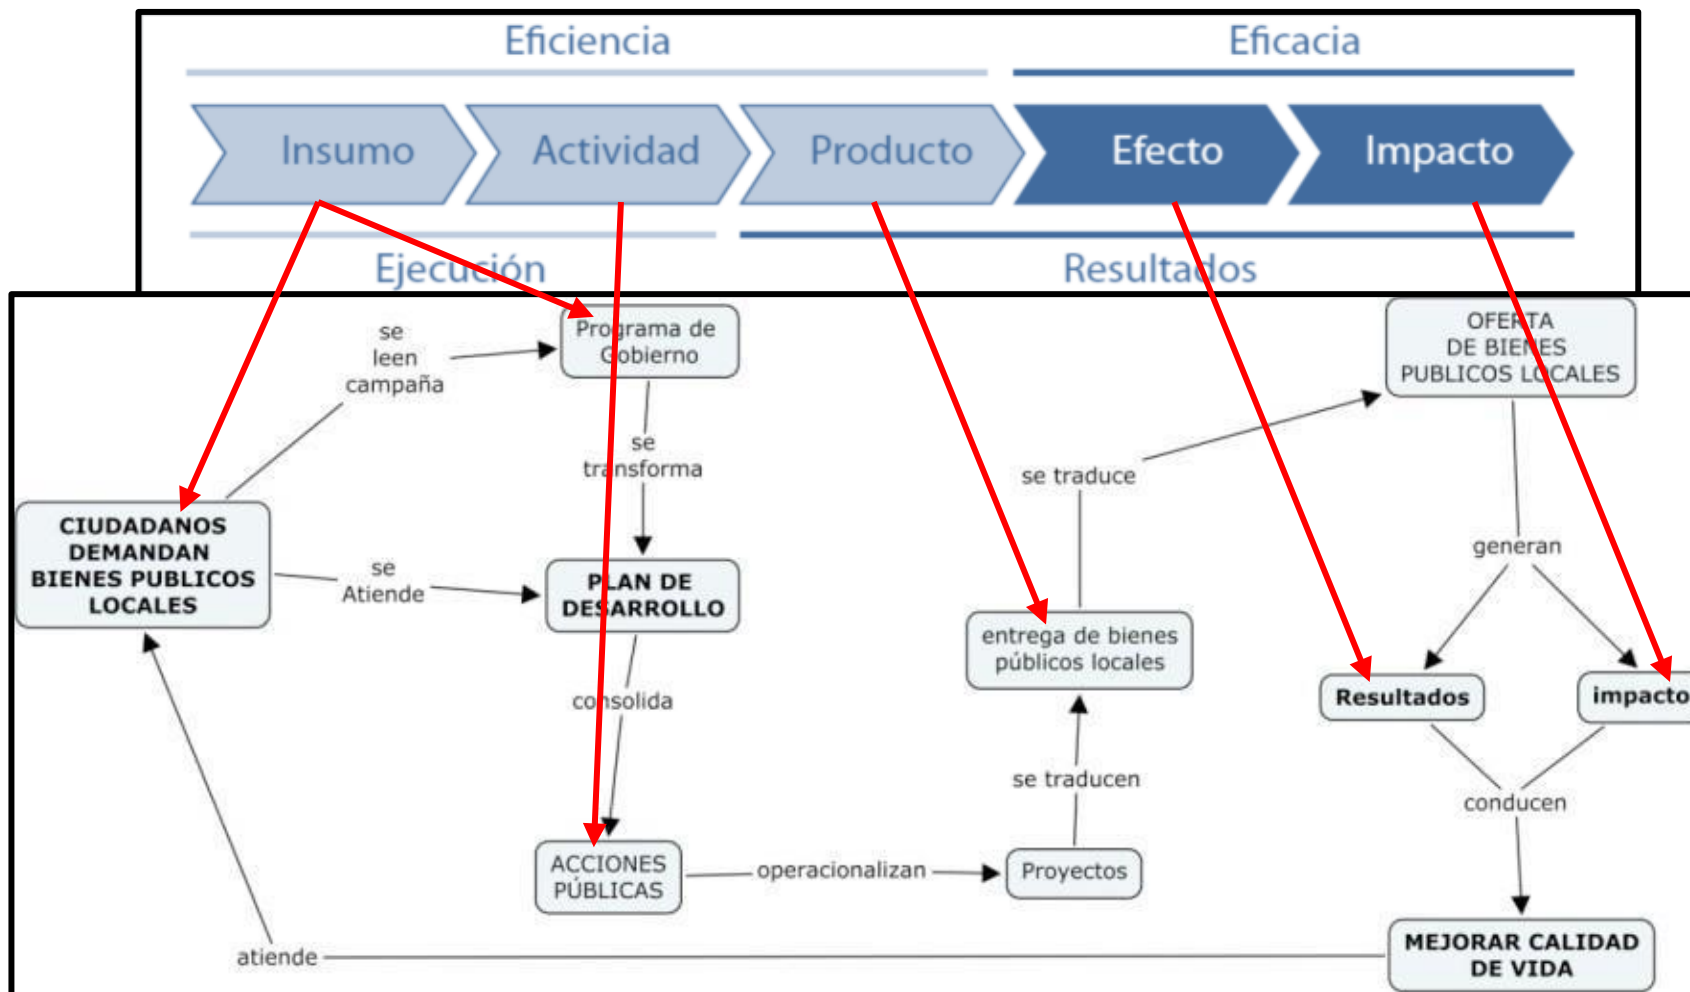 Eficiencia
Eficacia
Insumo
Actividad
Producto
Efecto
Impacto
Ejecución
Resultados
se
leen
campaña
Programa de
Gobierno
OFERTA
DE BIENES
PUBLICOS LOCALES
se
transforma
se traduce
CIUDADANOS
DEMANDAN
BIENES PUBLICOS
LOCALES
se
Atiende
PLAN DE
DESARROLLO
generan
entrega de bienes
públicos locales
consolida
Resultados
impacto
se traducen
conducen
ACCIONES
PÚBLICAS
operacionalizan
Proyectos
atiende
MEJORAR CALIDAD
DE VIDA